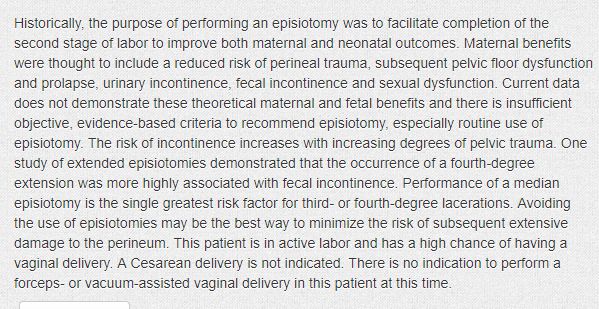 Historically, the purpose of performing an episiotomy was to facilitate completion of the
second stage of labor to improve both maternal and neonatal outcomes. Maternal benefits
were thought to include a reduced risk of perineal trauma, subsequent pelvic floor dysfunction
and prolapse, urinary incontinence, fecal incontinence and sexual dysfunction. Current data
does not demonstrate these theoretical maternal and fetal benefits and there is insufficient
objective, evidence-based criteria to recommend episiotomy, especially routine use of
episiotomy. The risk of incontinence increases with increasing degrees of pelvic trauma. One
study of extended episiotomies demonstrated that the occurrence of a fourth-degree
extension was more highly associated with fecal incontinence. Performance of a median
episiotomy is the single greatest risk factor for third- or fourth-degree lacerations. Avoiding
the use of episiotomies may be the best way to minimize the risk of subsequent extensive
damage to the perineum. This patient is in active labor and has a high chance of having a
vaginal delivery. A Cesarean delivery is not indicated. There is no indication to perform a
forceps- or vacuum-assisted vaginal delivery in this patient at this time.